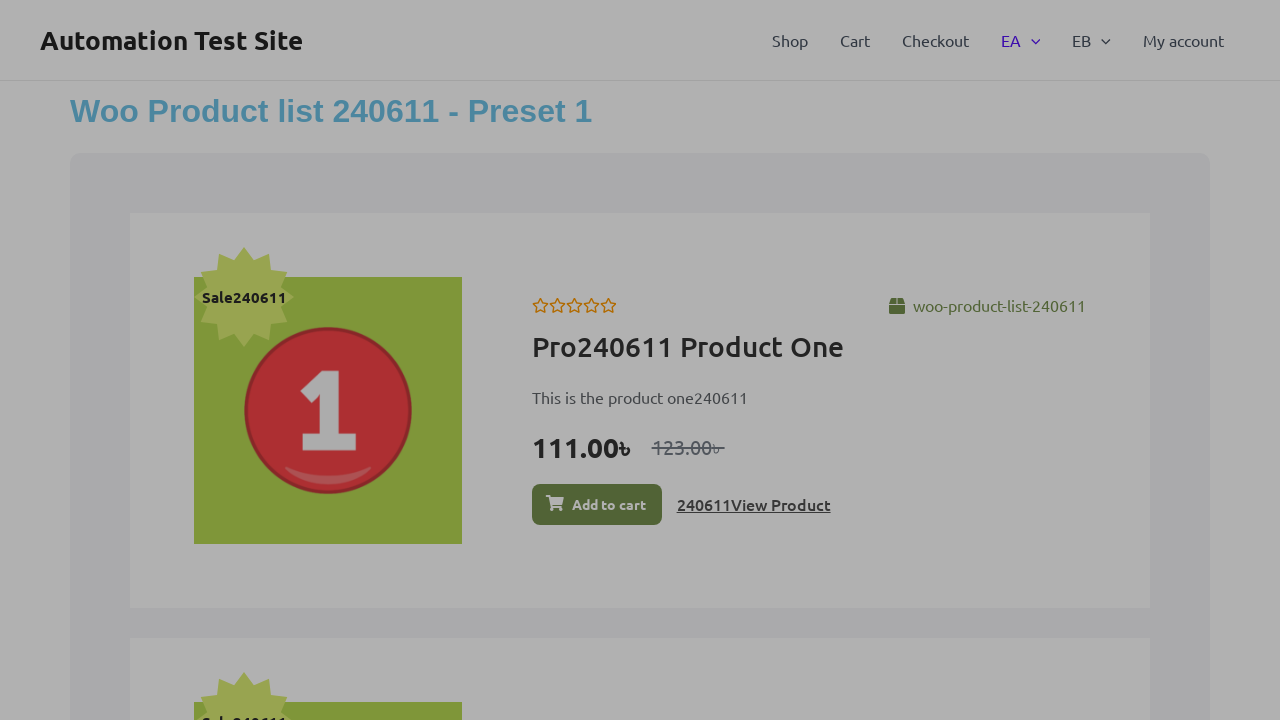 Automation Test Site
Shop Cart Checkout EA EB My account
Woo Product list 240611 - Preset 1
Sale240611
1
woo-product-list-240611
Pro240611 Product One
This is the product one240611
111.00৳ 123.00৳
Add to cart 240611View Product
Sale240611